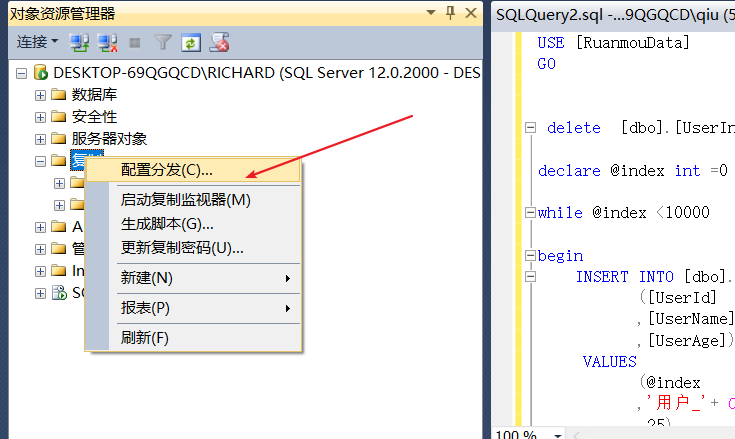 对象资源管理器
连接
DESKTOP-69QGQCD\RICHARD (SQL Server 12.0.2000 - DES
数据库
安全性
服务器对象
配置分发(C)...
启动复制监视器(M)
生成脚本(G)...
更新复制密码(U)...
新建(N)
报表(P)
刷新(F)
A
管
In
SQ
SQLQuery2.sql -...9QGQCD\qiu (5
USE [RuanmouData]
GO
delete [dbo].[UserIn
declare @index int =0
while @index <10000
begin
INSERT INTO [dbo].
([UserId]
,[UserName]
,[UserAge])
VALUES
(@index
,'用户_'+ C
,25)
100 %